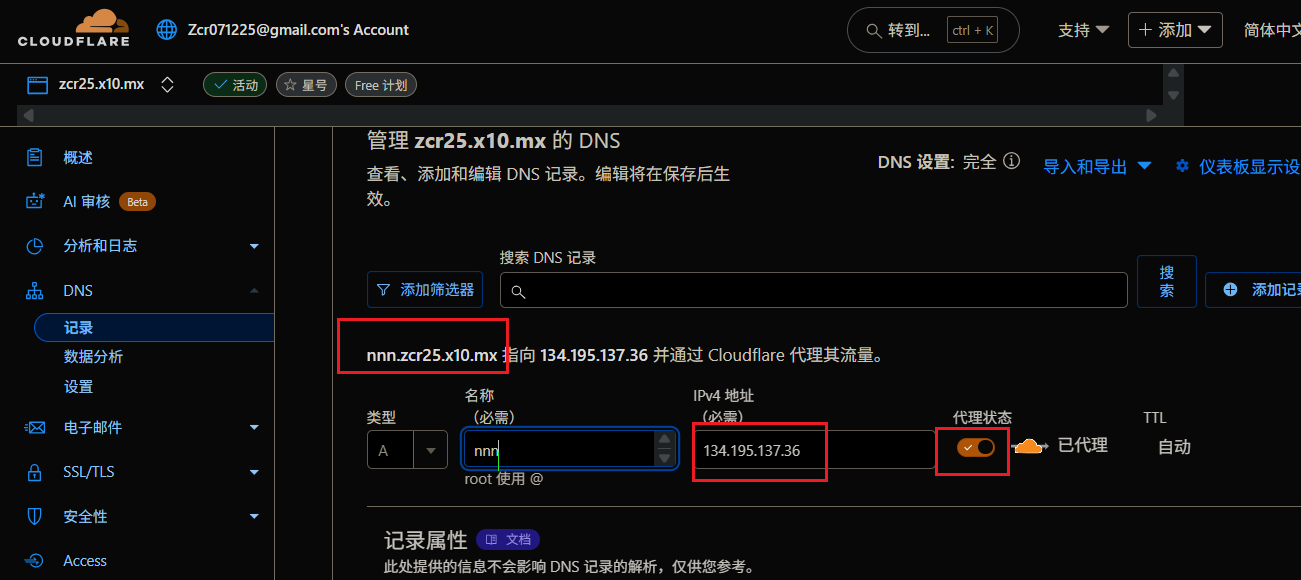 CLOUDFLARE
Zcr071225@gmail.com's Account
转到... ctrl + K
支持
添加
简体中文
zcr25.x10.mx
活动
星号
Free 计划
概述
AI 审核 Beta
分析和日志
DNS
记录
数据分析
设置
电子邮件
SSL/TLS
安全性
Access
管理 zcr25.x10.mx 的 DNS
查看、添加和编辑 DNS 记录。编辑将在保存后生
效。
DNS 设置: 完全
导入和导出
仪表板显示设
添加筛选器
搜索 DNS 记录
搜
索
添加记
nnn.zcr25.x10.mx 指向 134.195.137.36 并通过 Cloudflare 代理其流量。
类型
A
名称
（必需）
nnn
root 使用 @
IPv4 地址
（必需）
134.195.137.36
代理状态
已代理
TTL
自动
记录属性 文档
此处提供的信息不会影响 DNS 记录的解析，仅供您参考。